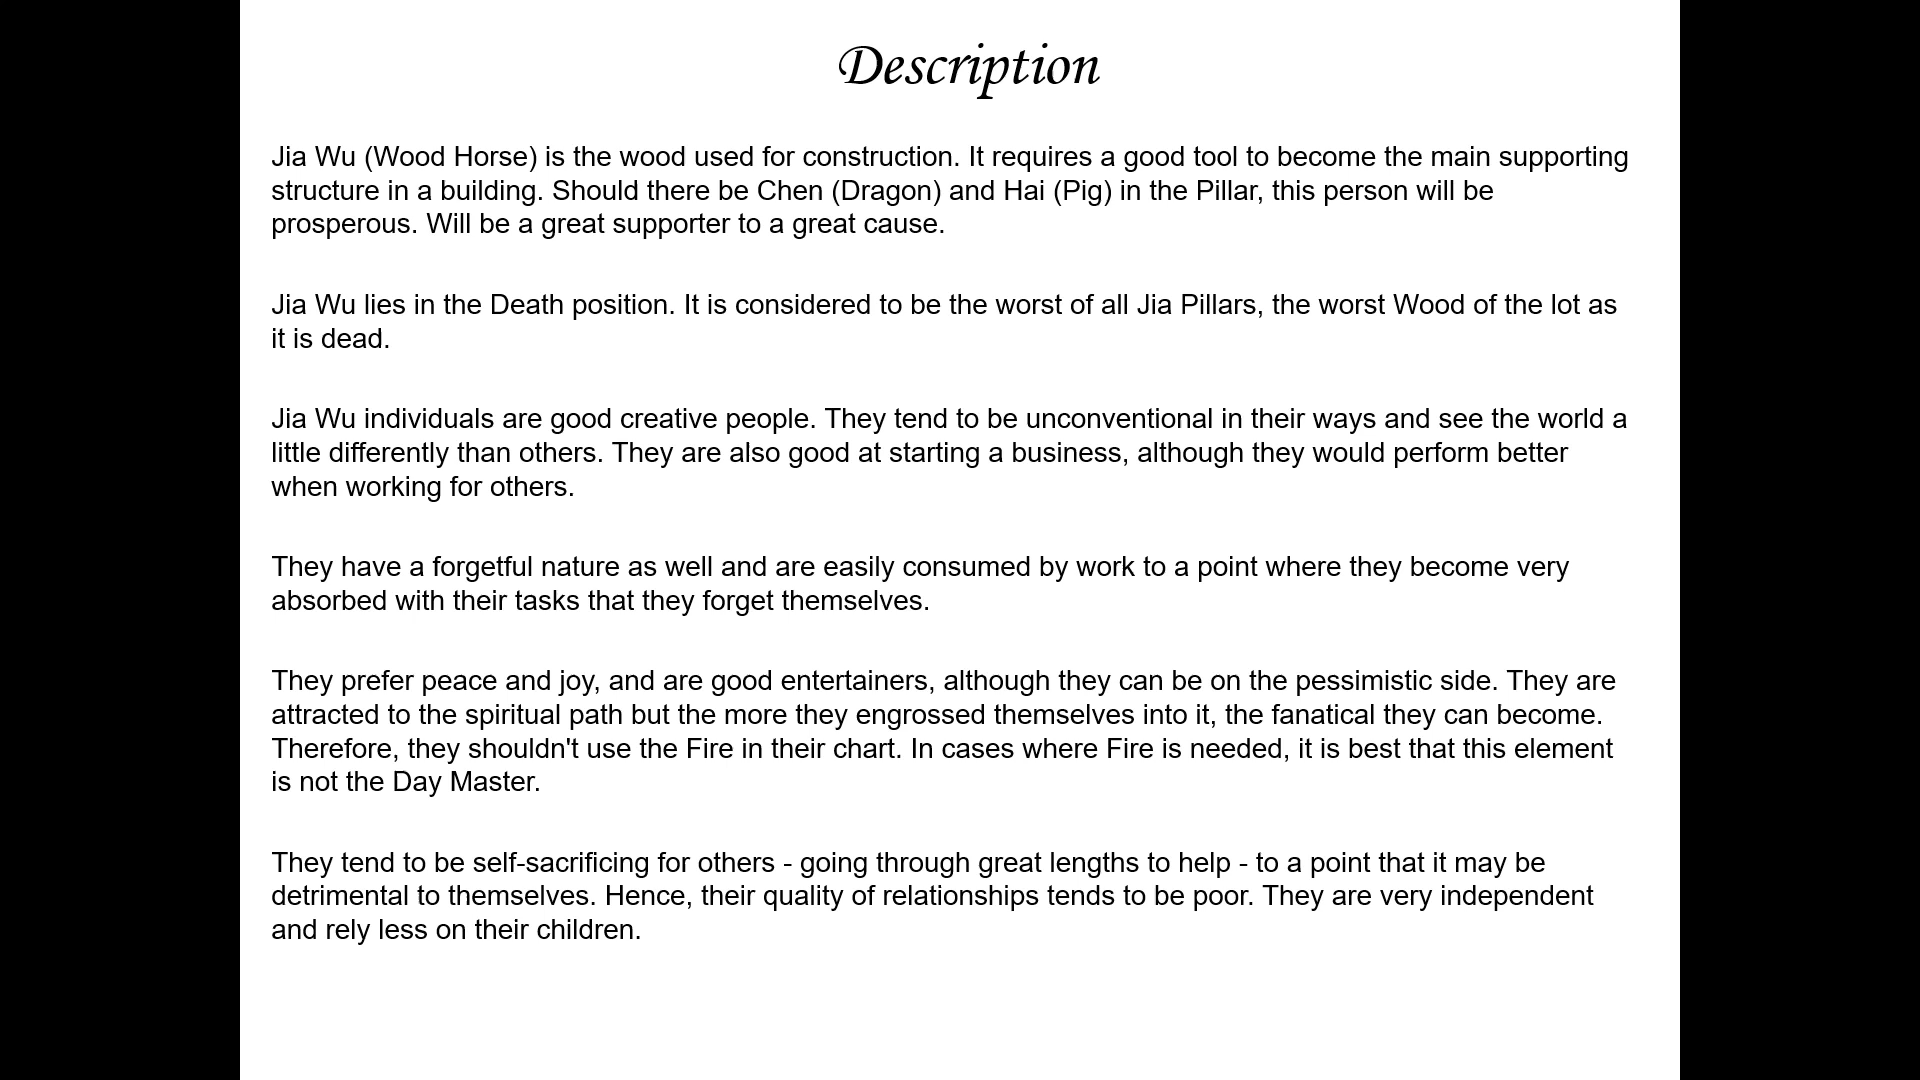 Description
Jia Wu (Wood Horse) is the wood used for construction. It requires a good tool to become the main supporting
structure in a building. Should there be Chen (Dragon) and Hai (Pig) in the Pillar, this person will be
prosperous. Will be a great supporter to a great cause.
Jia Wu lies in the Death position. It is considered to be the worst of all Jia Pillars, the worst Wood of the lot as
it is dead.
Jia Wu individuals are good creative people. They tend to be unconventional in their ways and see the world a
little differently than others. They are also good at starting a business, although they would perform better
when working for others.
They have a forgetful nature as well and are easily consumed by work to a point where they become very
absorbed with their tasks that they forget themselves.
They prefer peace and joy, and are good entertainers, although they can be on the pessimistic side. They are
attracted to the spiritual path but the more they engrossed themselves into it, the fanatical they can become.
Therefore, they shouldn't use the Fire in their chart. In cases where Fire is needed, it is best that this element
is not the Day Master.
They tend to be self-sacrificing for others - going through great lengths to help - to a point that it may be
detrimental to themselves. Hence, their quality of relationships tends to be poor. They are very independent
and rely less on their children.